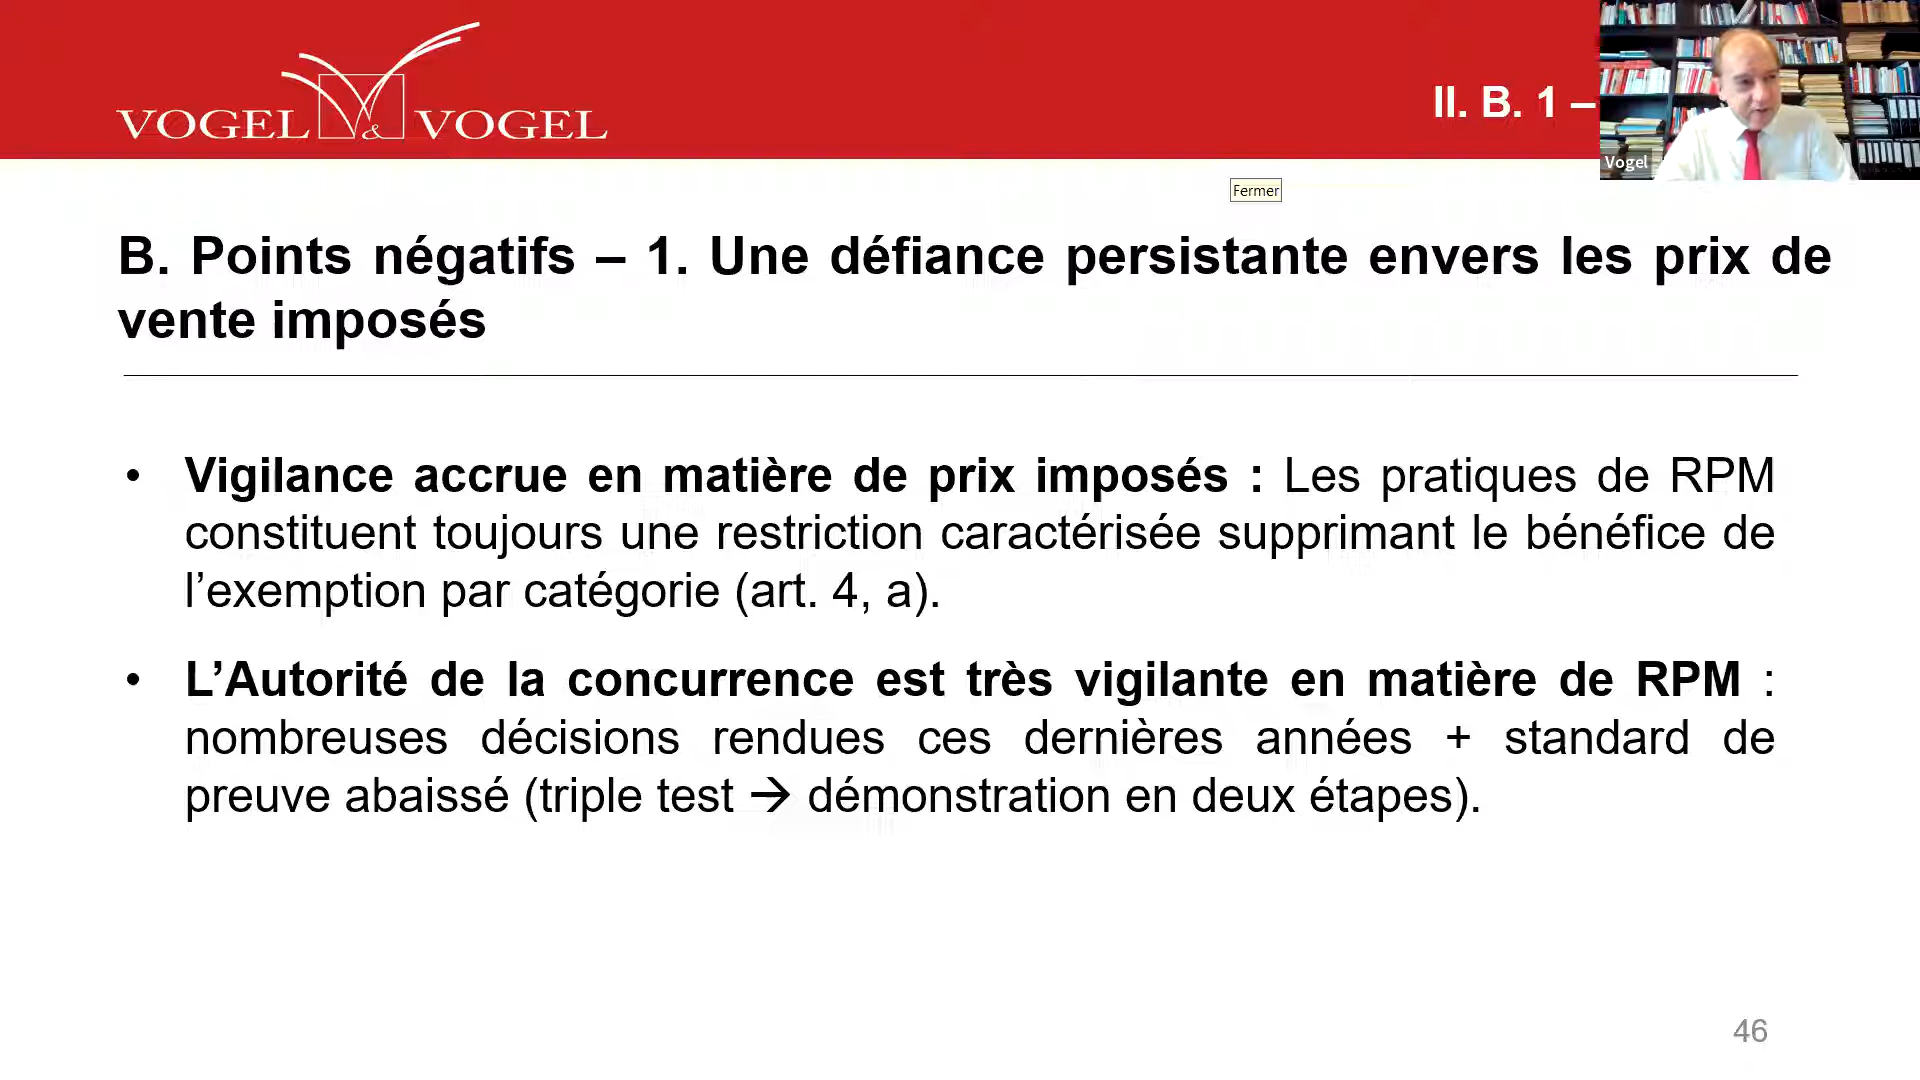 VOGEL & VOGEL
II. B. 1 –
Vogel
Fermer
B. Points négatifs – 1. Une défiance persistante envers les prix de
vente imposés
• Vigilance accrue en matière de prix imposés : Les pratiques de RPM
constituent toujours une restriction caractérisée supprimant le bénéfice de
l’exemption par catégorie (art. 4, a).
• L’Autorité de la concurrence est très vigilante en matière de RPM :
nombreuses décisions rendues ces dernières années + standard de
preuve abaissé (triple test → démonstration en deux étapes).
46